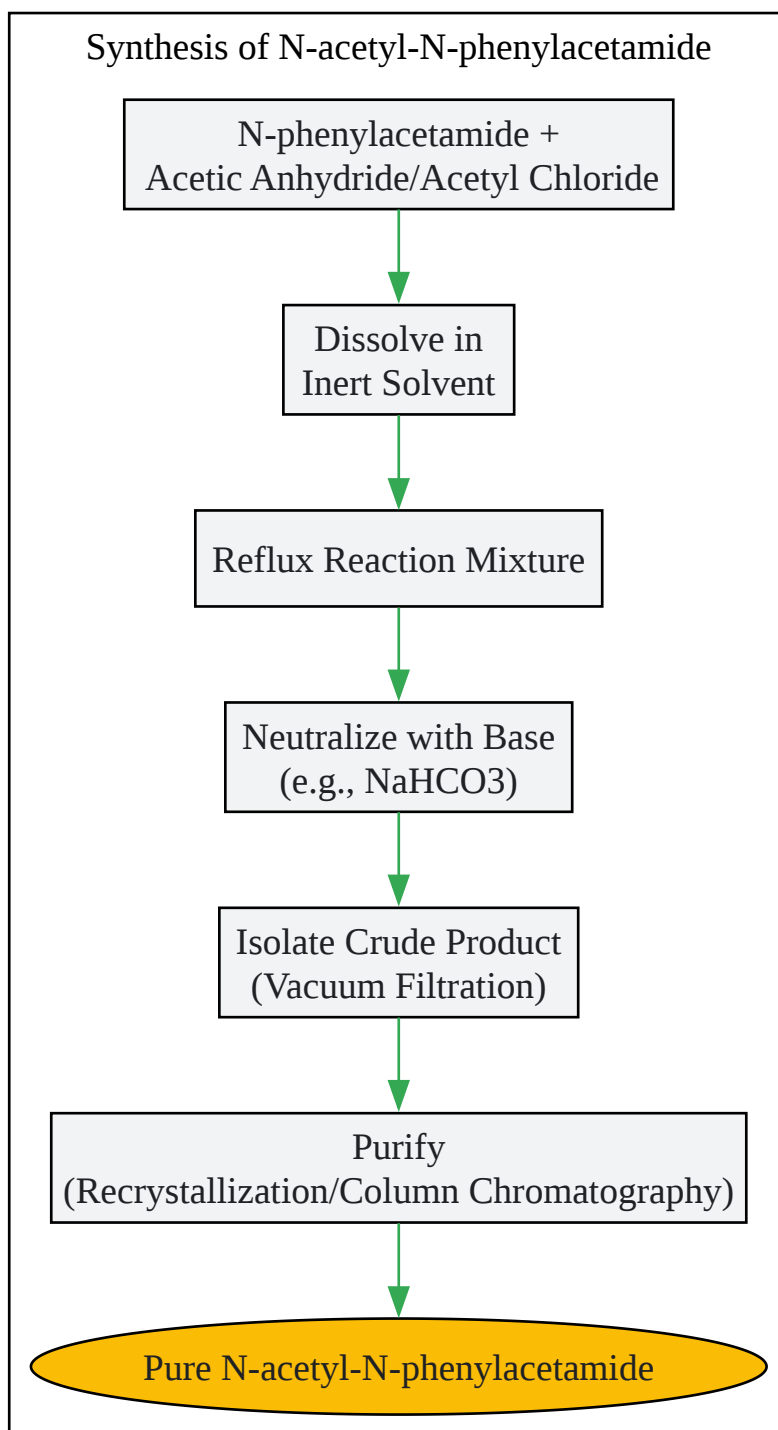 Synthesis of N-acetyl-N-phenylacetamide
N-phenylacetamide +
Acetic Anhydride/Acetyl Chloride
Dissolve in
Inert Solvent
Reflux Reaction Mixture
Neutralize with Base
(e.g., NaHCO3)
Isolate Crude Product
(Vacuum Filtration)
Purify
(Recrystallization/Column Chromatography)
Pure N-acetyl-N-phenylacetamide